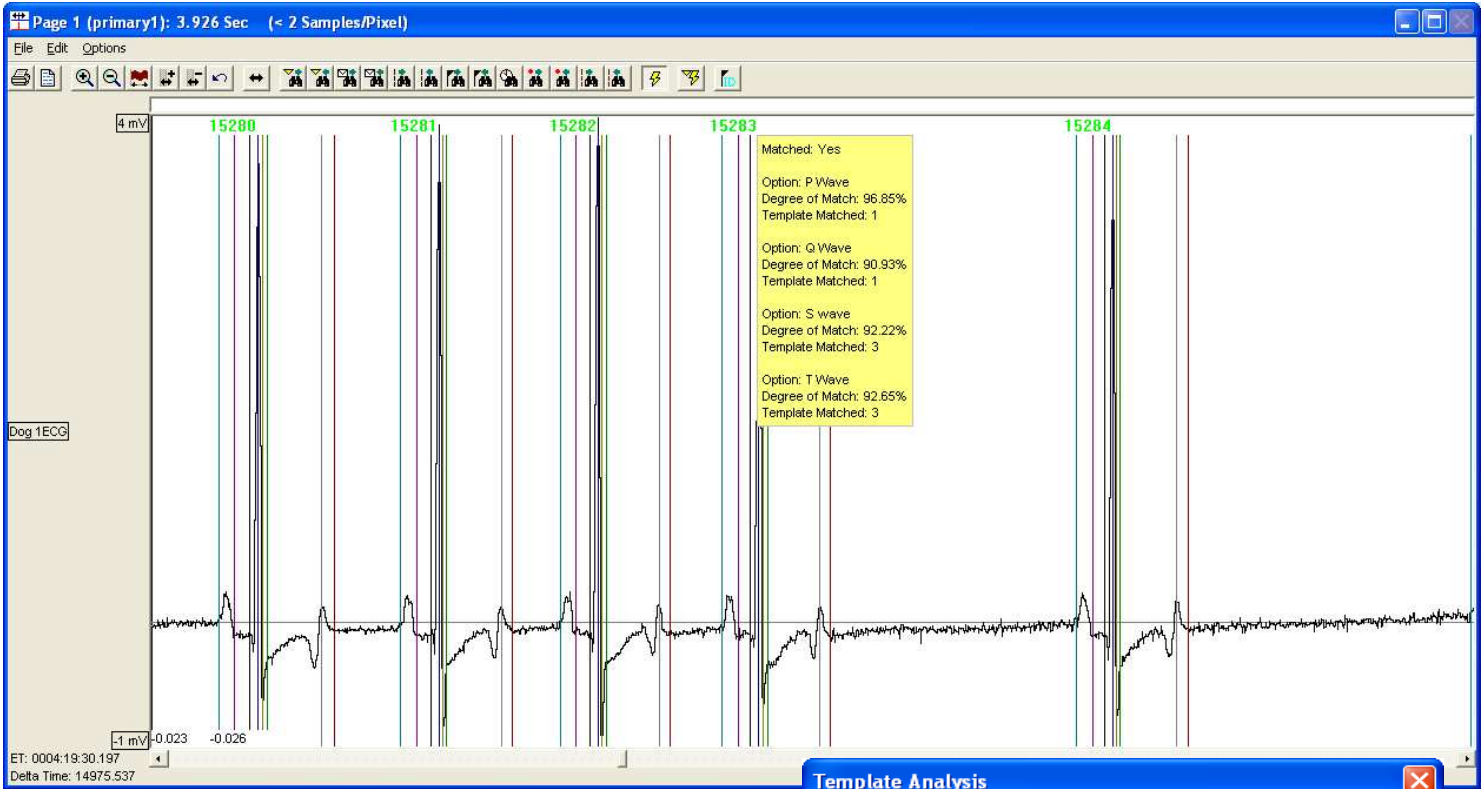 Page 1 (primary1): 3.926 Sec (< 2 Samples/Pixel)
File Edit Options
4 mV
15280 15281 15282 15283 15284
Matched: Yes
Option: P Wave
Degree of Match: 96.85%
Template Matched: 1
Option: Q Wave
Degree of Match: 90.93%
Template Matched: 1
Option: S wave
Degree of Match: 92.22%
Template Matched: 3
Option: T Wave
Degree of Match: 92.65%
Template Matched: 3
Dog 1ECG
-1 mV
-0.023 -0.026
ET: 0004:19:30.197
Delta Time: 14975.537
Template Analysis